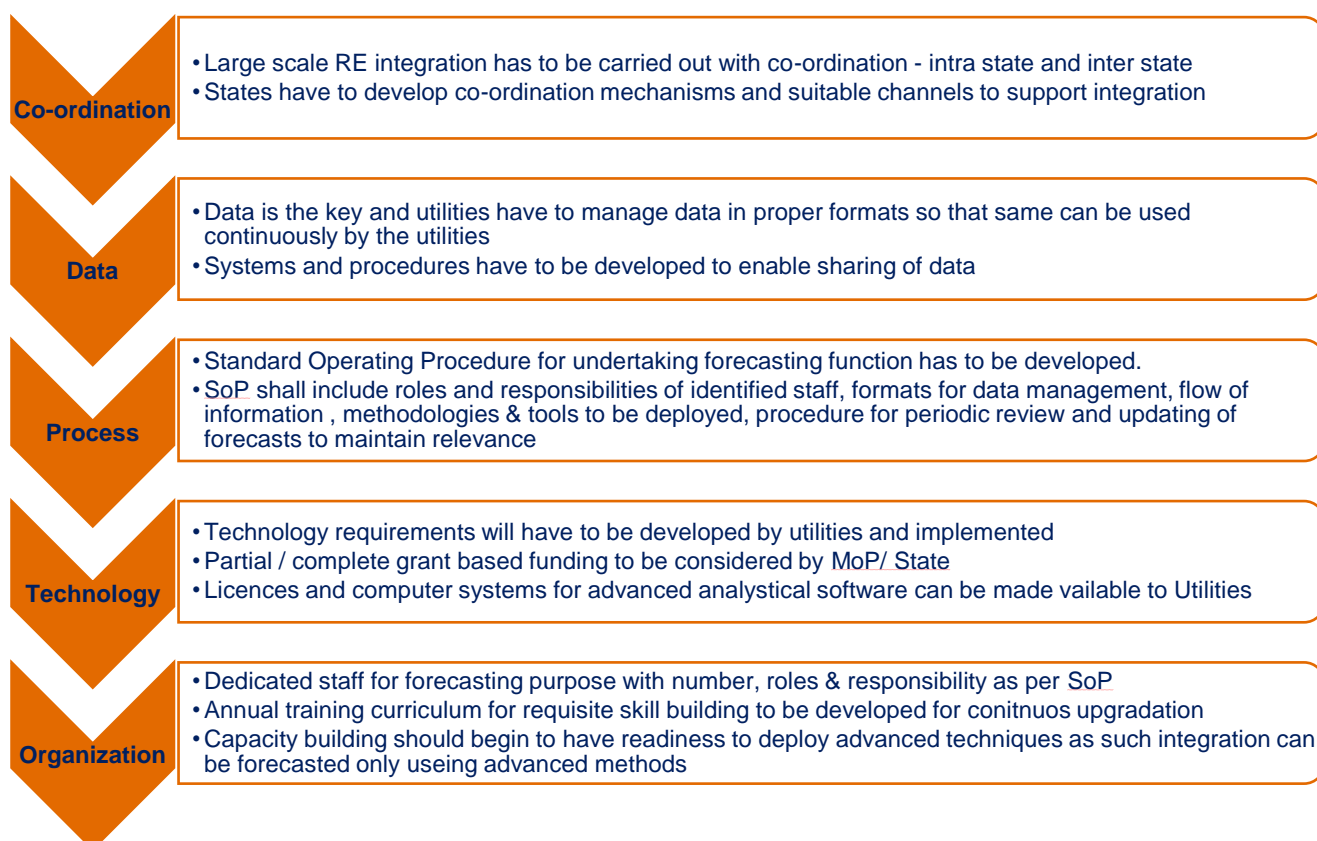 Co-ordination
• Large scale RE integration has to be carried out with co-ordination - intra state and inter state
• States have to develop co-ordination mechanisms and suitable channels to support integration
Data
• Data is the key and utilities have to manage data in proper formats so that same can be used
continuously by the utilities
• Systems and procedures have to be developed to enable sharing of data
Process
• Standard Operating Procedure for undertaking forecasting function has to be developed.
• SoP shall include roles and responsibilities of identified staff, formats for data management, flow of
information , methodologies & tools to be deployed, procedure for periodic review and updating of
forecasts to maintain relevance
Technology
• Technology requirements will have to be developed by utilities and implemented
• Partial / complete grant based funding to be considered by MoP/ State
• Licences and computer systems for advanced analystical software can be made vailable to Utilities
Organization
• Dedicated staff for forecasting purpose with number, roles & responsibility as per SoP
• Annual training curriculum for requisite skill building to be developed for conitnuos upgradation
• Capacity building should begin to have readiness to deploy advanced techniques as such integration can
be forecasted only useing advanced methods